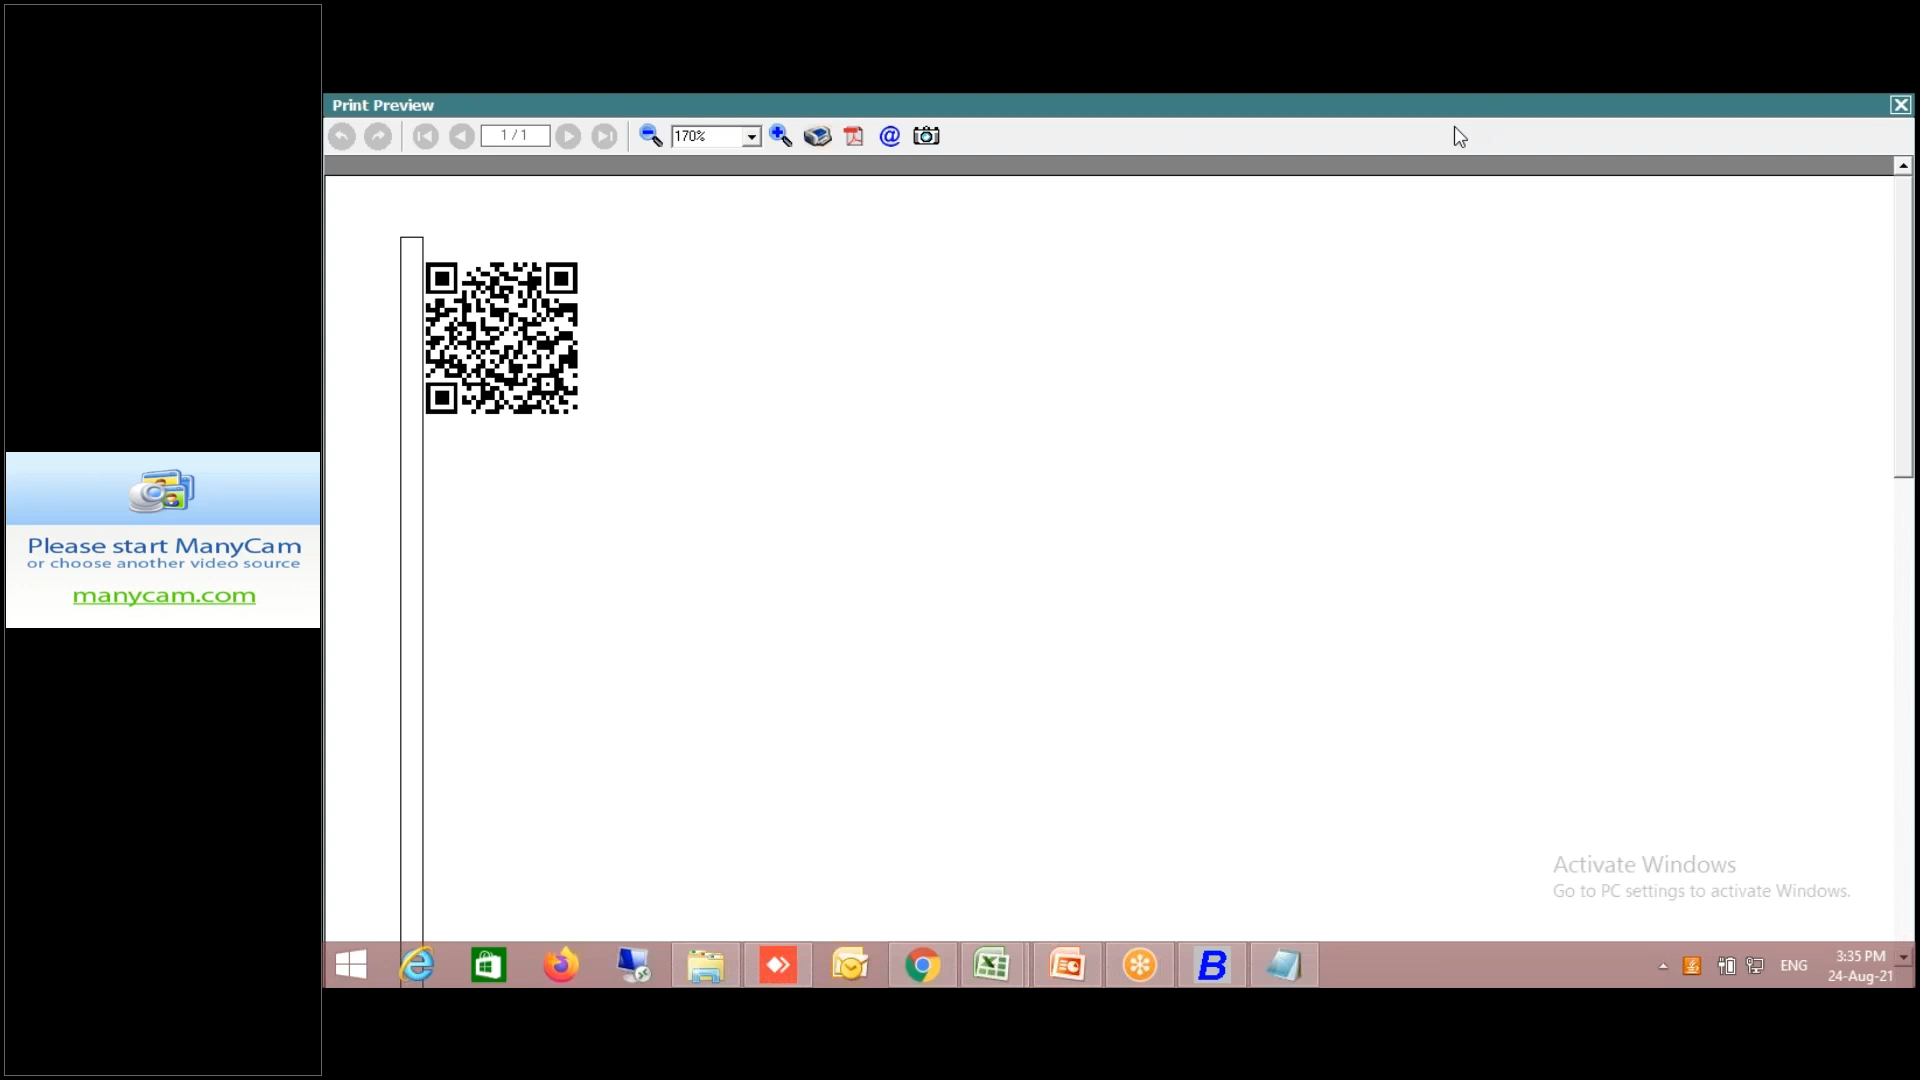 Print Preview
1 / 1
170%
@
Please start ManyCam
or choose another video source
manycam.com
Activate Windows
Go to PC settings to activate Windows.
B
ENG
3:35 PM
24-Aug-21